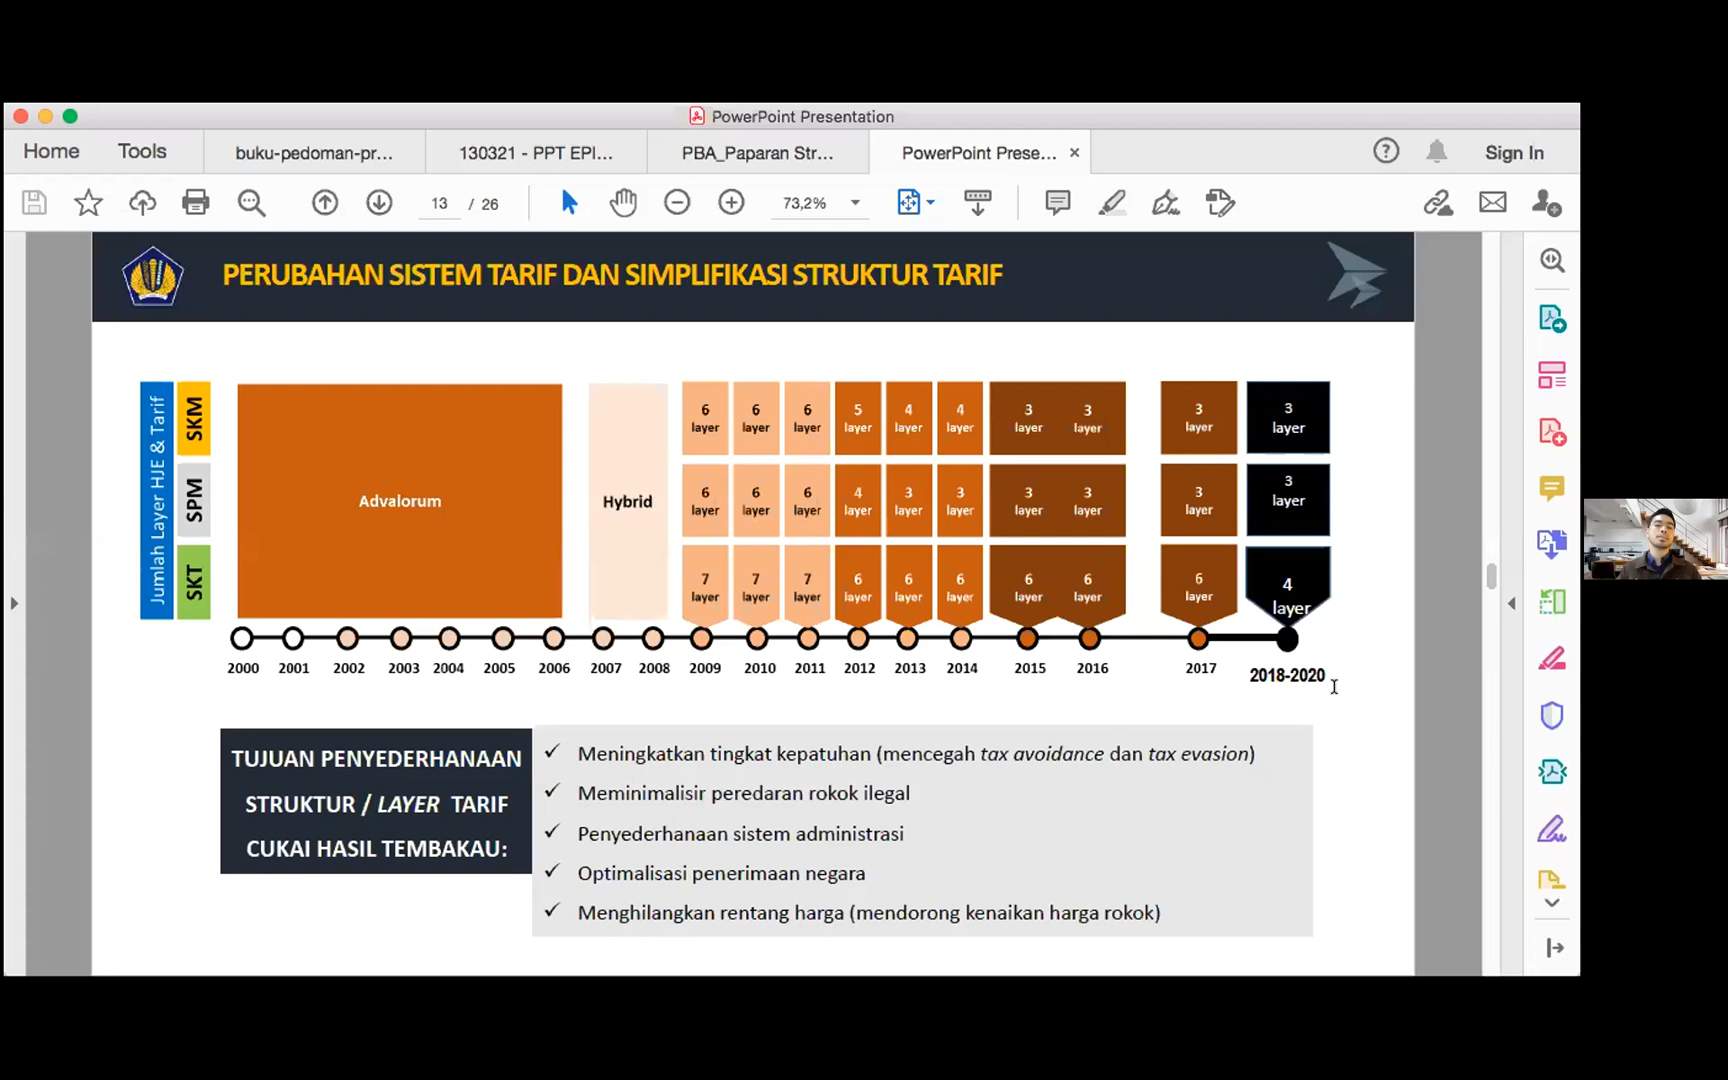 PowerPoint Presentation
Home
Tools
buku-pedoman-pr...
130321 - PPT EPI...
PBA_Paparan Str...
PowerPoint Prese...
Sign In
13 / 26
73,2%
PERUBAHAN SISTEM TARIF DAN SIMPLIFIKASI STRUKTUR TARIF
Jumlah Layer HJE & Tarif
SKM
SPM
SKT
Advalorum
Hybrid
6 layer 6 layer 6 layer 5 layer 4 layer 4 layer 3 layer 3 layer 3 layer 3 layer
6 layer 6 layer 6 layer 4 layer 3 layer 3 layer 3 layer 3 layer 3 layer 3 layer
7 layer 7 layer 7 layer 6 layer 6 layer 6 layer 6 layer 6 layer 6 layer 4 layer
2000 2001 2002 2003 2004 2005 2006 2007 2008 2009 2010 2011 2012 2013 2014 2015 2016 2017 2018-2020
TUJUAN PENYEDERHANAAN
STRUKTUR / LAYER TARIF
CUKAI HASIL TEMBAKAU:
✓ Meningkatkan tingkat kepatuhan (mencegah tax avoidance dan tax evasion)
✓ Meminimalisir peredaran rokok ilegal
✓ Penyederhanaan sistem administrasi
✓ Optimalisasi penerimaan negara
✓ Menghilangkan rentang harga (mendorong kenaikan harga rokok)